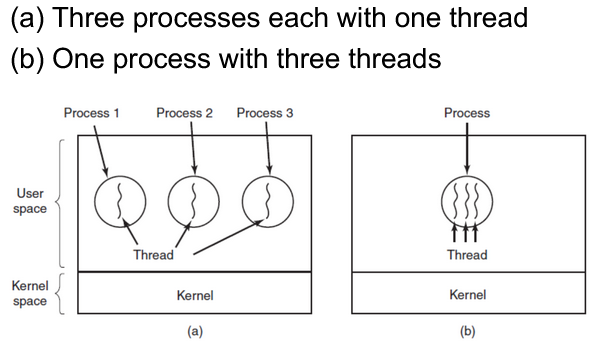 (a) Three processes each with one thread
(b) One process with three threads
Process 1 Process 2 Process 3 Process
User
space
Thread Thread
Kernel
space
Kernel Kernel
(a) (b)